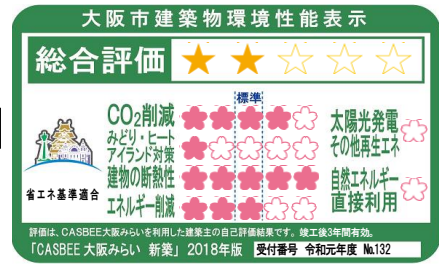 大阪市建築物環境性能表示
総合評価
標準
CO2削減
みどり・ヒート
アイランド対策
建物の断熱性
エネルギー削減
太陽光発電
その他再生エネ
自然エネルギー
直接利用
省エネ基準適合
評価は、CASBEE大阪みらいを利用した建築主の自己評価結果です。竣工後3年間有効。
「CASBEE大阪みらい 新築」2018年版 受付番号 令和元年度 №132